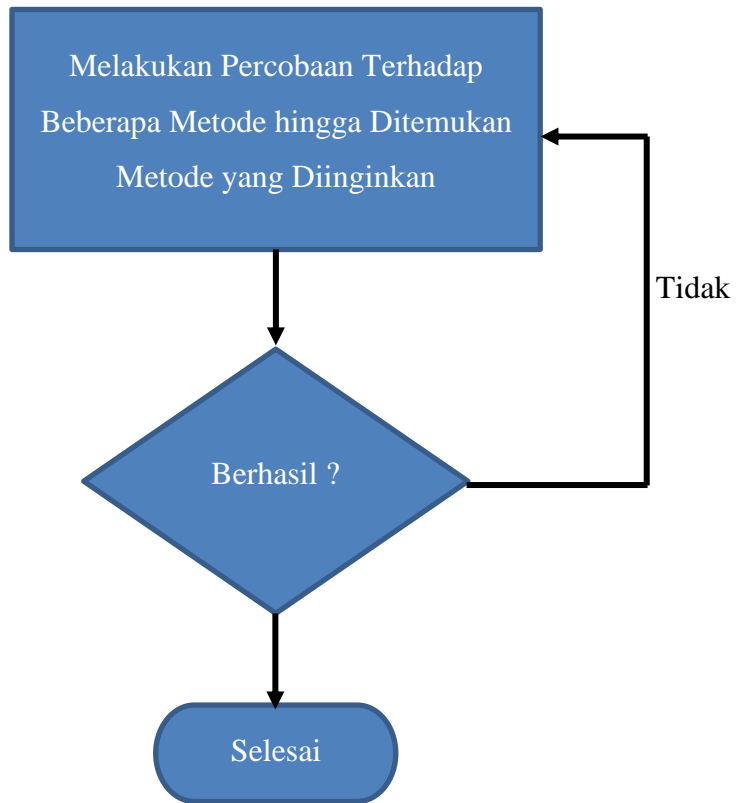 Melakukan Percobaan Terhadap
Beberapa Metode hingga Ditemukan
Metode yang Diinginkan
Tidak
Berhasil ?
Selesai